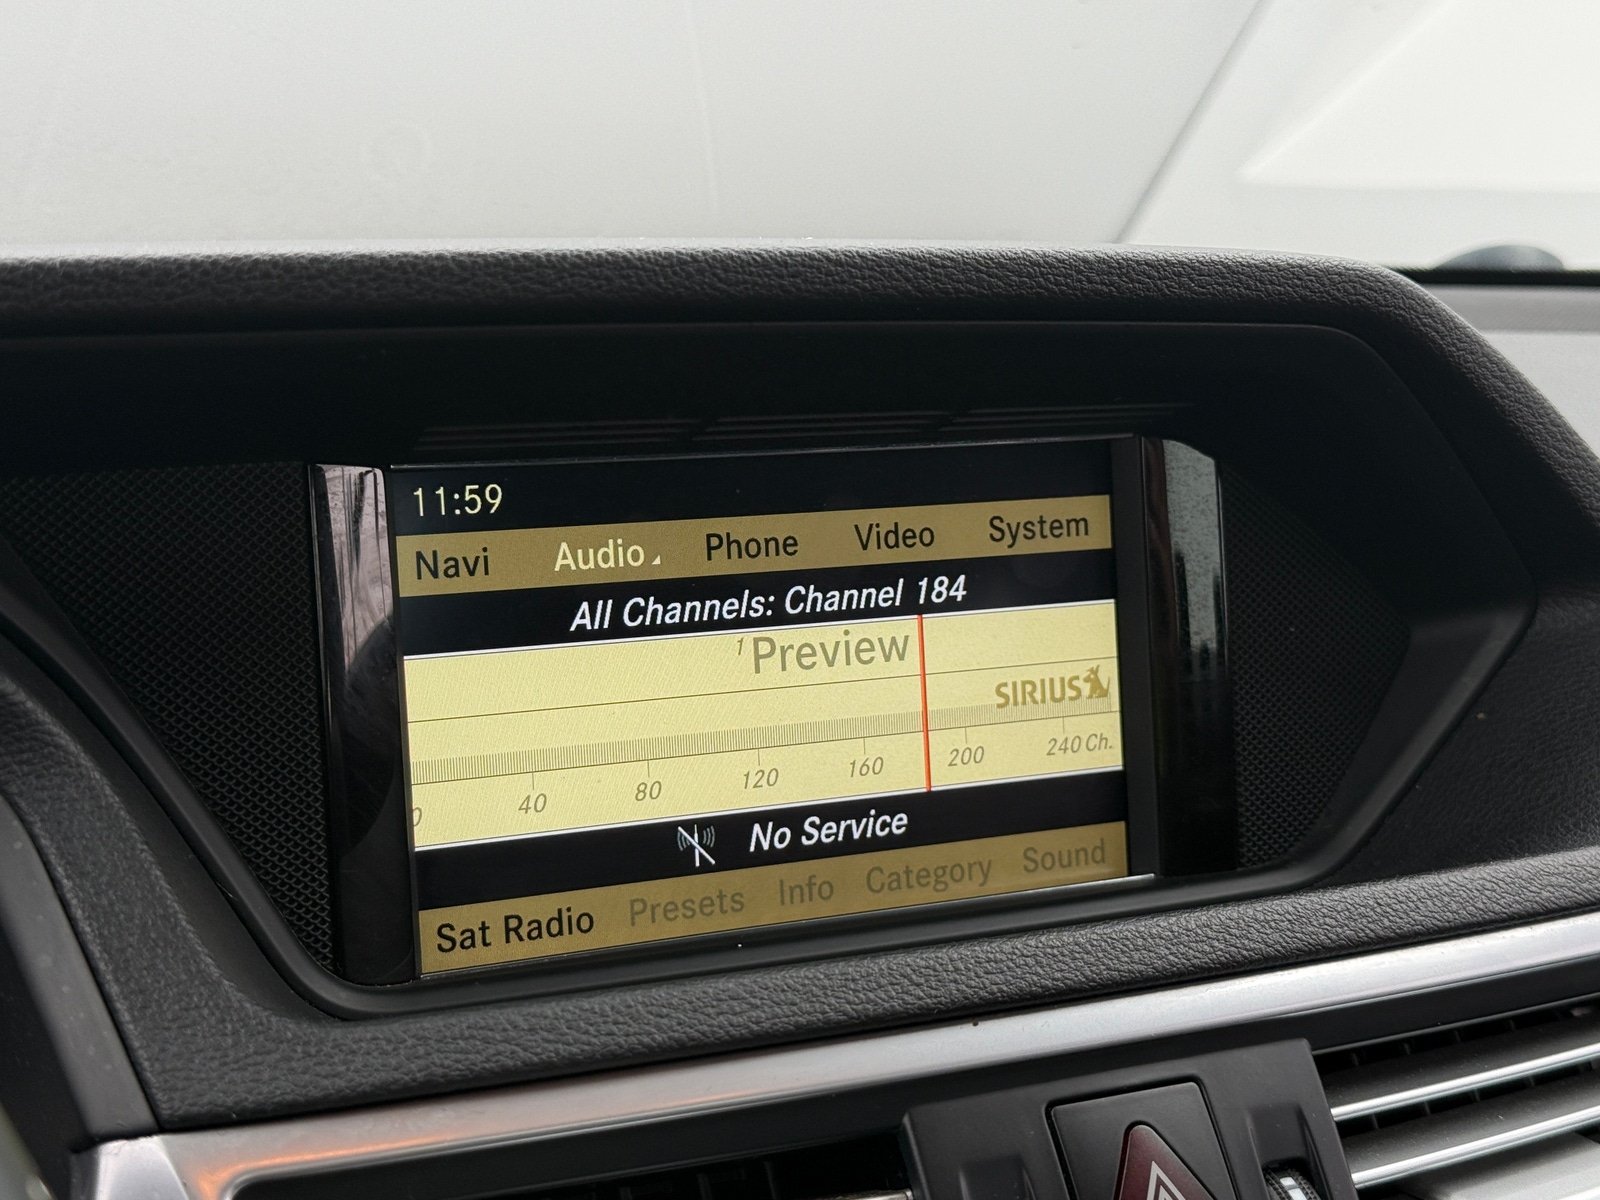 11:59
Navi Audio Phone Video System
All Channels: Channel 184
1 Preview
SIRIUS
0 40 80 120 160 200 240 Ch.
No Service
Sat Radio Presets Info Category Sound